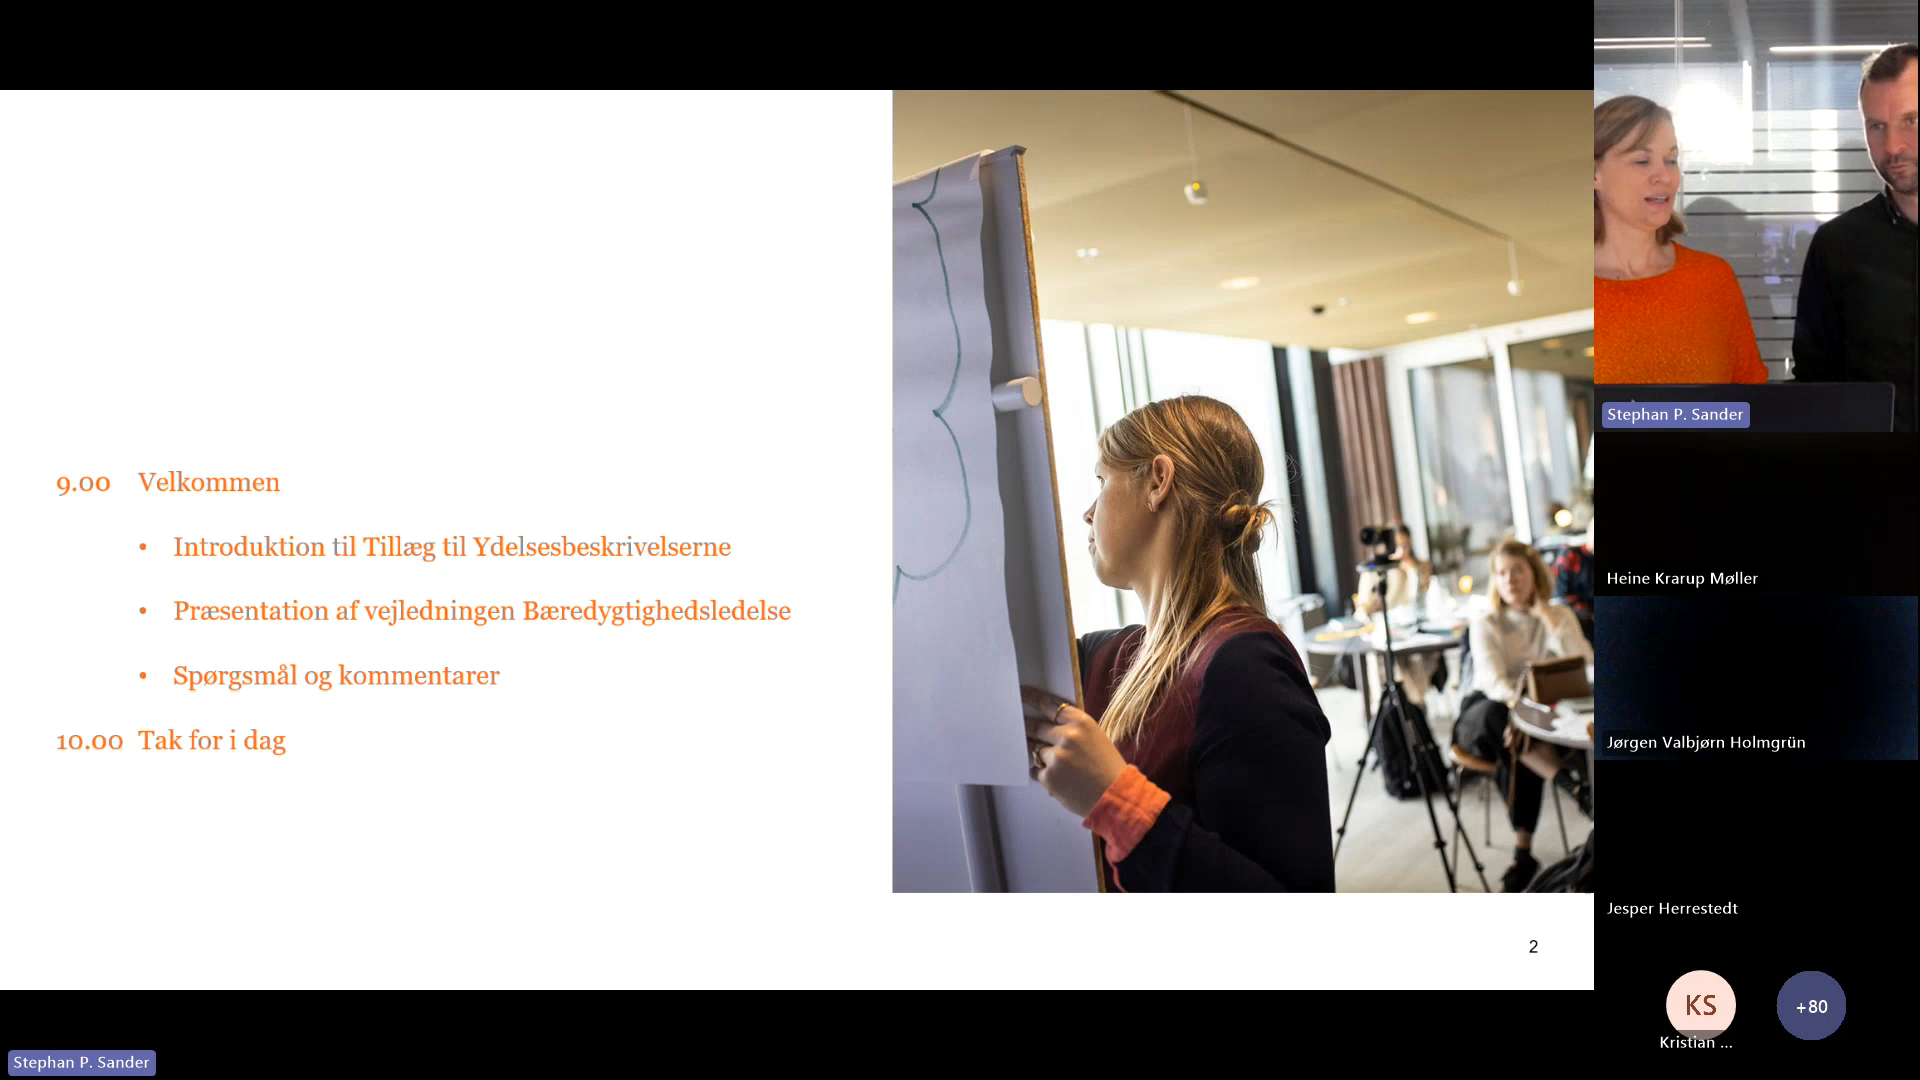 9.00 Velkommen
• Introduktion til Tillæg til Ydelsesbeskrivelserne
• Præsentation af vejledningen Bæredygtighedsledelse
• Spørgsmål og kommentarer
10.00 Tak for i dag
2
Stephan P. Sander
Heine Krarup Møller
Jørgen Valbjørn Holmgrün
Jesper Herrestedt
KS
Kristian ...
+80
Stephan P. Sander